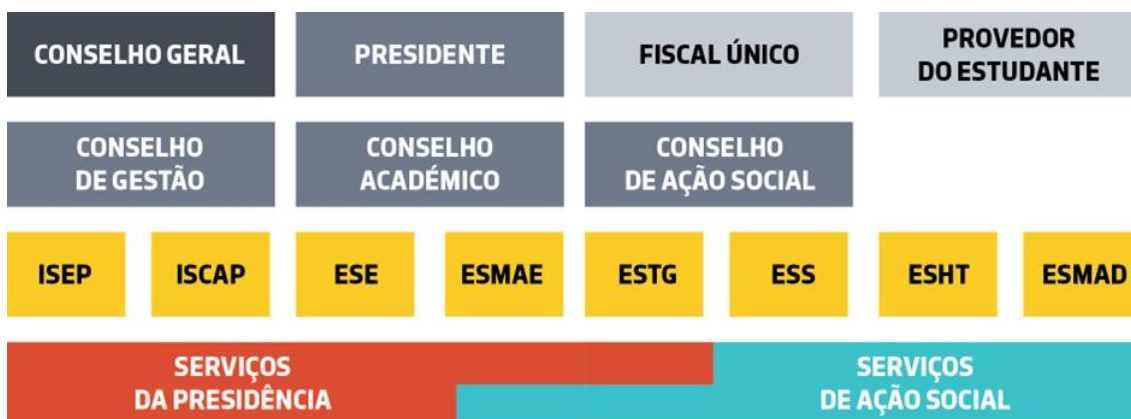 CONSELHO GERAL
PRESIDENTE
FISCAL ÚNICO
PROVEDOR
DO ESTUDANTE
CONSELHO
DE GESTÃO
CONSELHO
ACADÉMICO
CONSELHO
DE AÇÃO SOCIAL
ISEP
ISCAP
ESE
ESMAE
ESTG
ESS
ESHT
ESMAD
SERVIÇOS
DA PRESIDÊNCIA
SERVIÇOS
DE AÇÃO SOCIAL